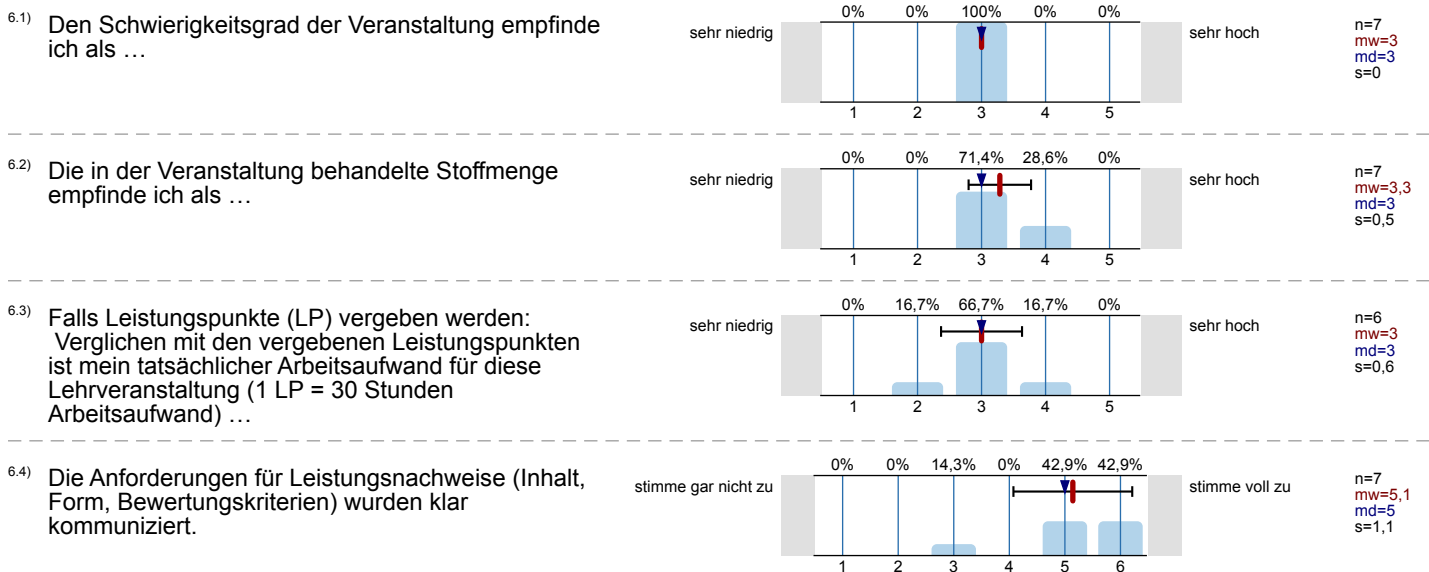 6.1) Den Schwierigkeitsgrad der Veranstaltung empfinde
ich als …
0% 0% 100% 0% 0%
sehr niedrig
sehr hoch
1 2 3 4 5
n=7
mw=3
md=3
s=0
6.2) Die in der Veranstaltung behandelte Stoffmenge
empfinde ich als …
0% 0% 71,4% 28,6% 0%
sehr niedrig
sehr hoch
1 2 3 4 5
n=7
mw=3,3
md=3
s=0,5
6.3) Falls Leistungspunkte (LP) vergeben werden:
Verglichen mit den vergebenen Leistungspunkten
ist mein tatsächlicher Arbeitsaufwand für diese
Lehrveranstaltung (1 LP = 30 Stunden
Arbeitsaufwand) …
0% 16,7% 66,7% 16,7% 0%
sehr niedrig
sehr hoch
1 2 3 4 5
n=6
mw=3
md=3
s=0,6
6.4) Die Anforderungen für Leistungsnachweise (Inhalt,
Form, Bewertungskriterien) wurden klar
kommuniziert.
0% 0% 14,3% 0% 42,9% 42,9%
stimme gar nicht zu
stimme voll zu
1 2 3 4 5 6
n=7
mw=5,1
md=5
s=1,1